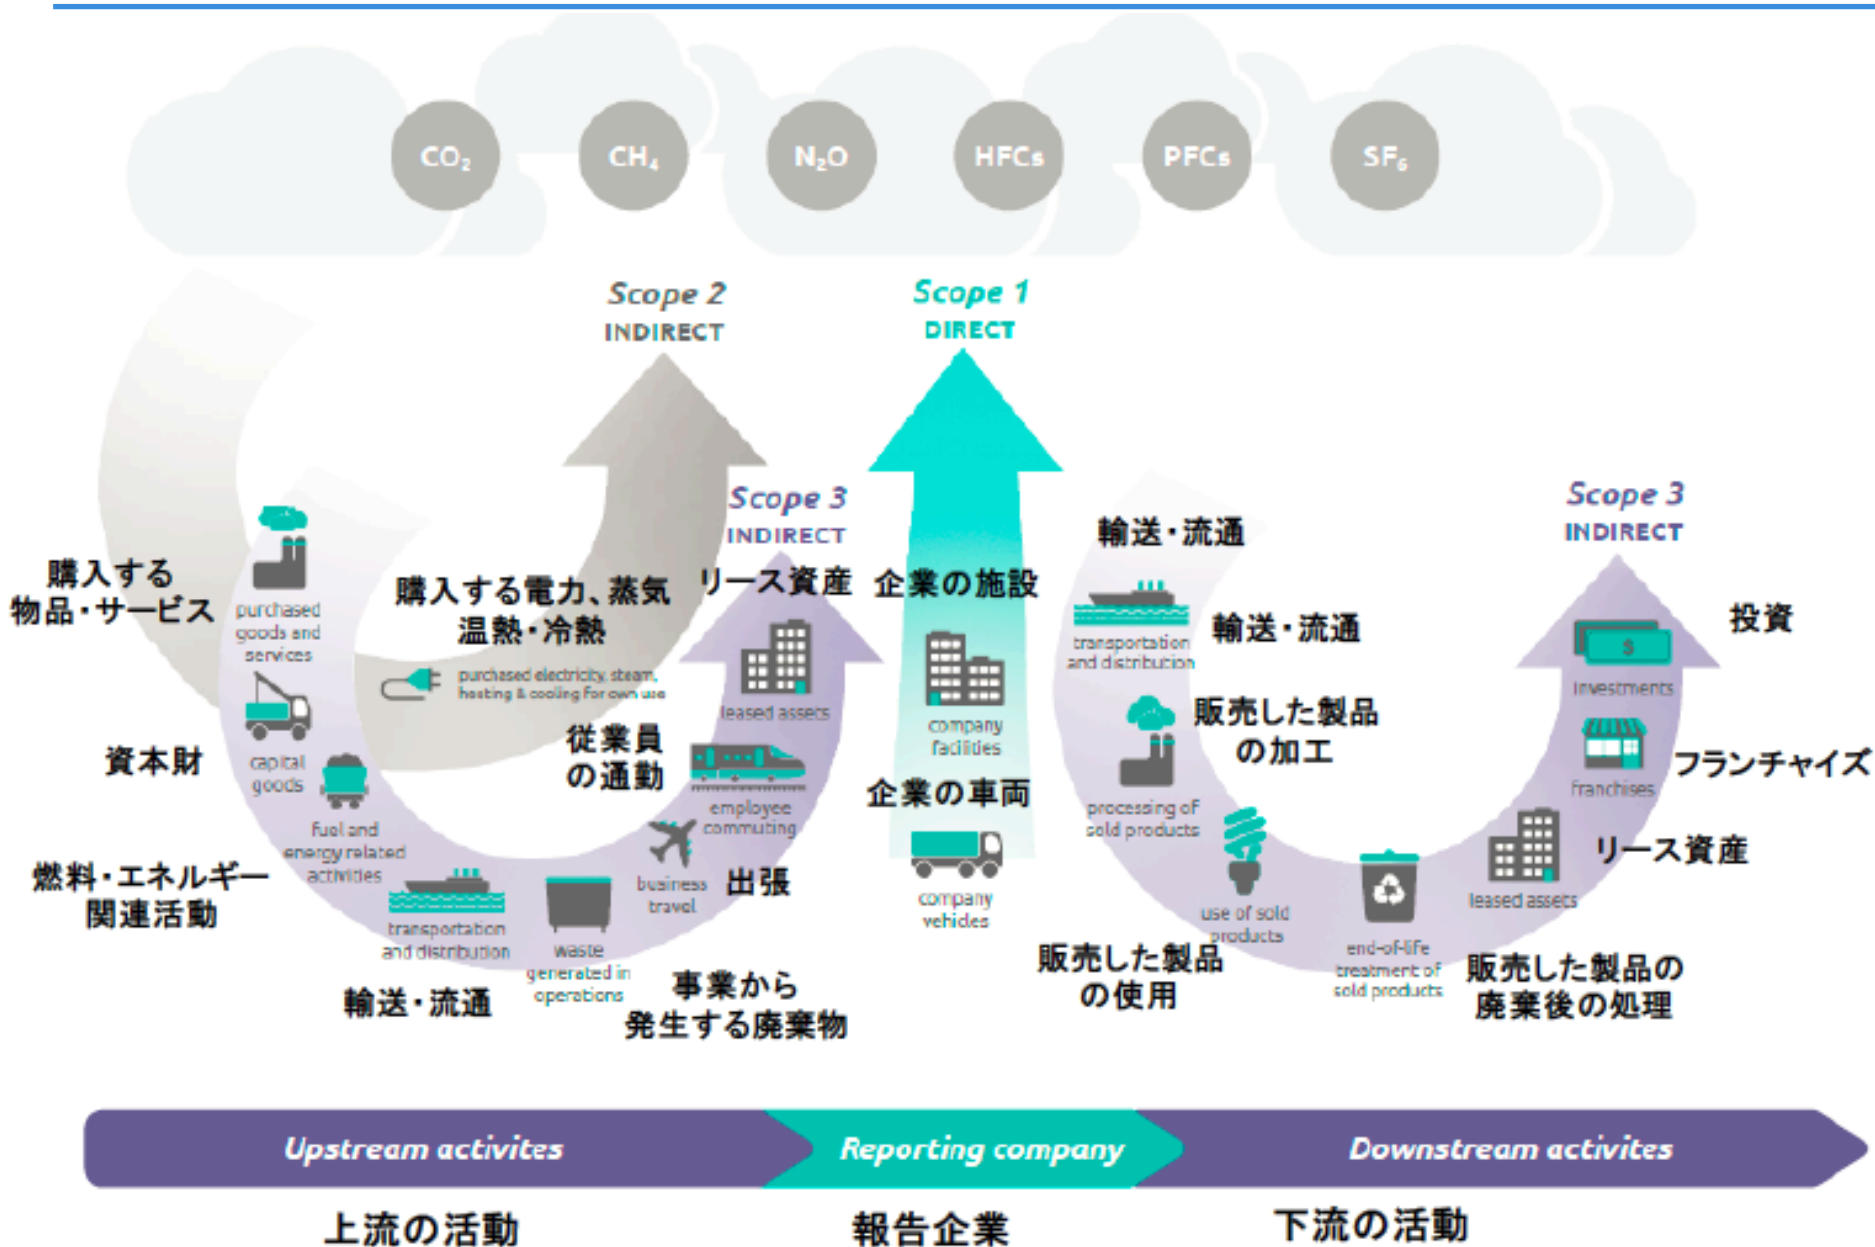 CO₂
CH₄
N₂O
HFCs
PFCs
SF₆
Scope 2
INDIRECT
Scope 1
DIRECT
Scope 3
INDIRECT
Scope 3
INDIRECT
購入する
物品・サービス
purchased
goods and
services
資本財
capital
goods
燃料・エネルギー
関連活動
fuel and
energy related
activities
輸送・流通
transportation
and distribution
waste
generated in
operations
事業から
発生する廃棄物
business
travel
出張
従業員
の通勤
employee
commuting
リース資産
leased assets
購入する電力、蒸気
温熱・冷熱
purchased electricity, steam,
heating & cooling for own use
企業の施設
company
facilities
企業の車両
company
vehicles
輸送・流通
transportation
and distribution
輸送・流通
販売した製品
の加工
processing of
sold products
販売した製品
の使用
use of sold
products
end-of-life
treatment of
sold products
販売した製品の
廃棄後の処理
リース資産
leased assets
フランチャイズ
franchises
投資
$
investments
Upstream activites
Reporting company
Downstream activites
上流の活動
報告企業
下流の活動